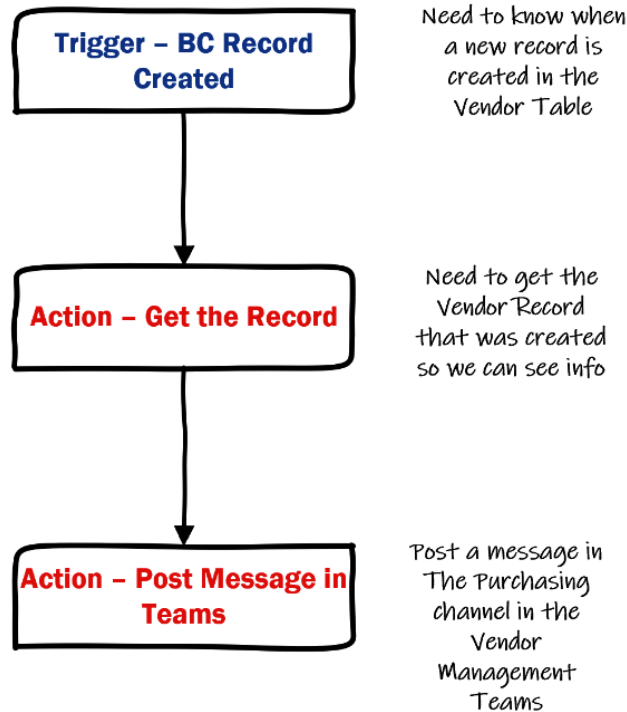 Trigger – BC Record
Created
Need to know when
a new record is
created in the
Vendor Table
Action – Get the Record
Need to get the
Vendor Record
that was created
so we can see info
Action – Post Message in
Teams
Post a message in
The Purchasing
channel in the
Vendor
Management
Teams